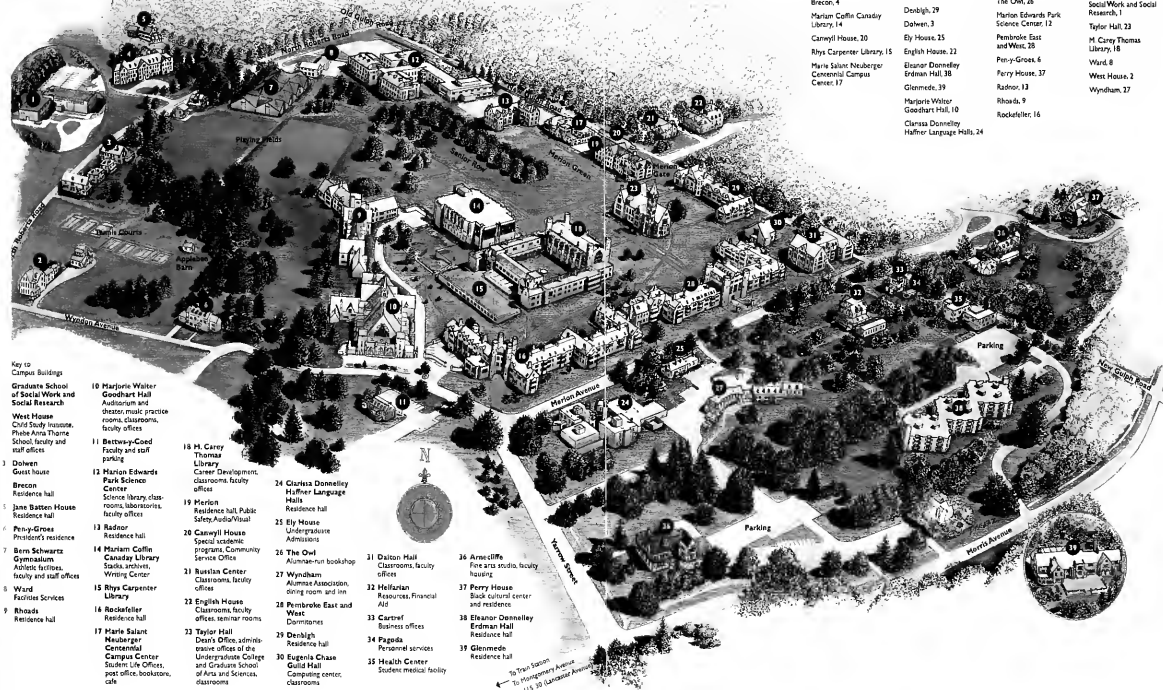 Brecon, 4
Mariam Coffin Canaday
Library, 14
Canwyll House, 20
Rhys Carpenter Library, 15
Marie Salant Neuberger
Centennial Campus
Center, 17
Denbigh, 29
Dolwen, 3
Ely House, 25
English House, 22
Eleanor Donnelley
Erdman Hall, 38
Glenmede, 39
Marjorie Walter
Goodhart Hall, 10
Clarissa Donnelley
Haffner Language Halls, 24
The Owl, 26
Marion Edwards Park
Science Center, 12
Pembroke East
and West, 28
Pen-y-Groes, 6
Perry House, 37
Radnor, 13
Rhoads, 9
Rockefeller, 16
Social Work and Social
Research, 1
Taylor Hall, 23
M. Carey Thomas
Library, 18
Ward, 8
West House, 2
Wyndham, 27
Old Gulph Road
North Roberts Road
Playing Fields
Senior Row
Merion Green
Merion
Gate
Tennis Courts
Applebee
Barn
Roberts Road
Wyndon Avenue
Merion Avenue
Yarrow Street
Parking
Parking
New Gulph Road
Morris Avenue
N
To Train Station
To Montgomery Avenue
U.S. 30 (Lancaster Avenue)
Key to
Campus Buildings
Graduate School
of Social Work and
Social Research
West House
Child Study Institute,
Phebe Anna Thorne
School, faculty and
staff offices
3 Dolwen
Guest house
Brecon
Residence hall
5 Jane Batten House
Residence hall
6 Pen-y-Groes
President's residence
7 Bern Schwartz
Gymnasium
Athletic facilities,
faculty and staff offices
8 Ward
Facilities Services
9 Rhoads
Residence hall
10 Marjorie Walter
Goodhart Hall
Auditorium and
theater, music practice
rooms, classrooms,
faculty offices
11 Bettws-y-Coed
Faculty and staff
parking
12 Marion Edwards
Park Science
Center
Science library, class-
rooms, laboratories,
faculty offices
13 Radnor
Residence hall
14 Mariam Coffin
Canaday Library
Stacks, archives,
Writing Center
15 Rhys Carpenter
Library
16 Rockefeller
Residence hall
17 Marie Salant
Neuberger
Centennial
Campus Center
Student Life Offices,
post office, bookstore,
cafe
18 M. Carey
Thomas
Library
Career Development,
classrooms, faculty
offices
19 Merion
Residence hall, Public
Safety, Audio/Visual
20 Canwyll House
Special academic
programs, Community
Service Office
21 Russian Center
Classrooms, faculty
offices
22 English House
Classrooms, faculty
offices, seminar rooms
23 Taylor Hall
Dean's Office, adminis-
trative offices of the
Undergraduate College
and Graduate School
of Arts and Sciences,
classrooms
24 Clarissa Donnelley
Haffner Language
Halls
Residence hall
25 Ely House
Undergraduate
Admissions
26 The Owl
Alumnae-run bookshop
27 Wyndham
Alumnae Association,
dining room and inn
28 Pembroke East and
West
Dormitories
29 Denbigh
Residence hall
30 Eugenia Chase
Guild Hall
Computing center,
classrooms
31 Dalton Hall
Classrooms, faculty
offices
32 Helfarian
Resources, Financial
Aid
33 Cartref
Business offices
34 Pagoda
Personnel services
35 Health Center
Student medical facility
36 Arnecliffe
Fine arts studio, faculty
housing
37 Perry House
Black cultural center
and residence
38 Eleanor Donnelley
Erdman Hall
Residence hall
39 Glenmede
Residence hall